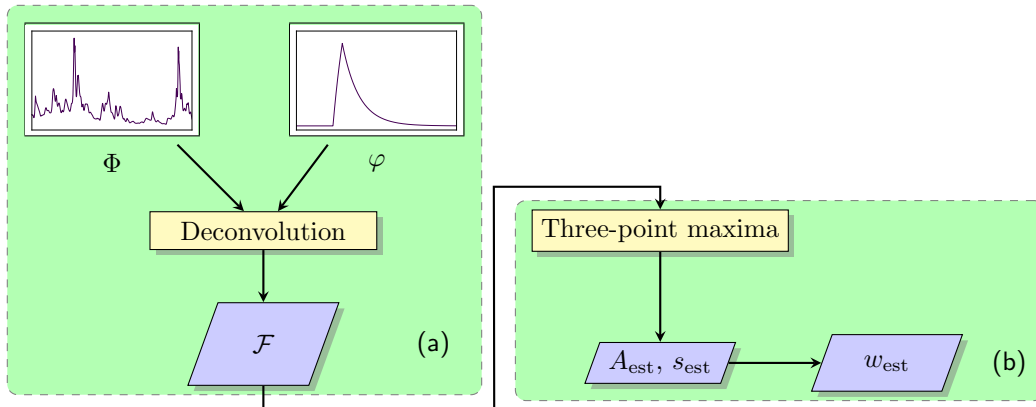 Φ
φ
Deconvolution
ℱ
(a)
Three-point maxima
A_est, s_est
w_est
(b)